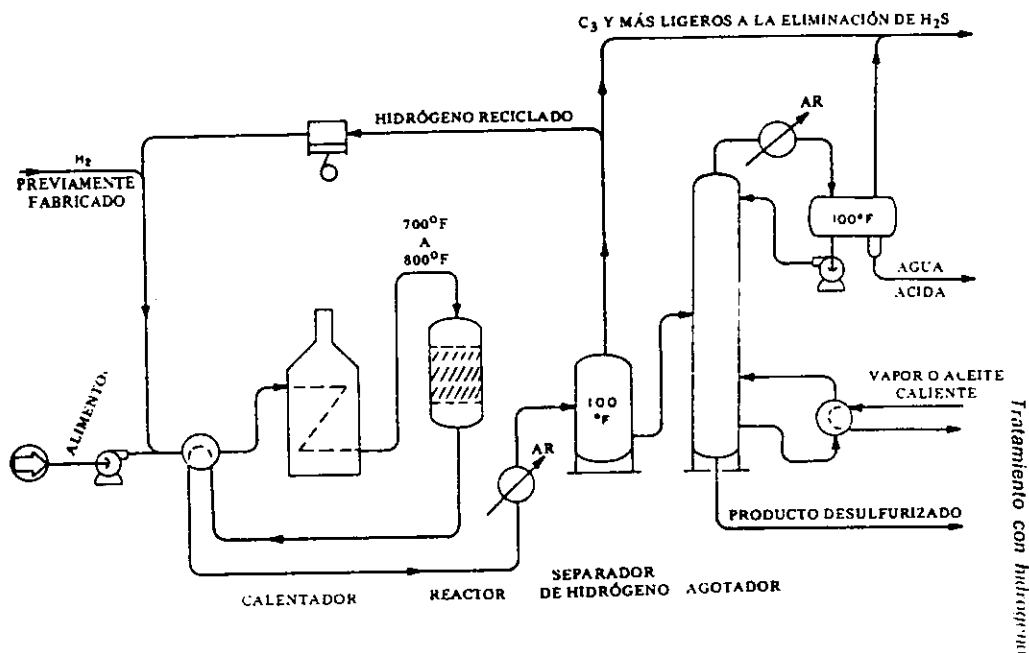 C₃ Y MÁS LIGEROS A LA ELIMINACIÓN DE H₂S
AR
HIDRÓGENO RECICLADO
H₂
PREVIAMENTE
FABRICADO
700°F
A
800°F
100°F
AGUA
ACIDA
ALIMENTO
100
°F
VAPOR O ACEITE
CALIENTE
AR
PRODUCTO DESULFURIZADO
CALENTADOR
REACTOR
SEPARADOR
DE HIDRÓGENO
AGOTADOR
Tratamiento con hidrógeno